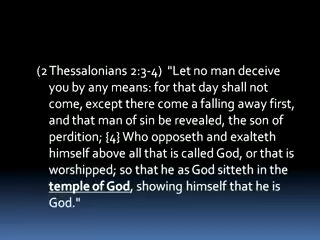 (2 Thessalonians 2:3-4)  "Let no man deceive
you by any means: for that day shall not
come, except there come a falling away first,
and that man of sin be revealed, the son of
perdition; {4} Who opposeth and exalteth
himself above all that is called God, or that is
worshipped; so that he as God sitteth in the
temple of God, showing himself that he is
God."